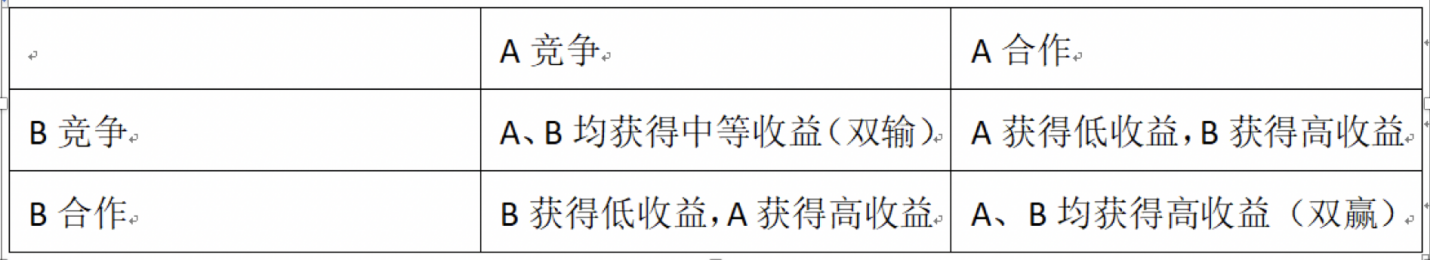 A 竞争 A 合作
B 竞争 A、B 均获得中等收益（双输） A 获得低收益，B 获得高收益
B 合作 B 获得低收益，A 获得高收益 A、B 均获得高收益（双赢）